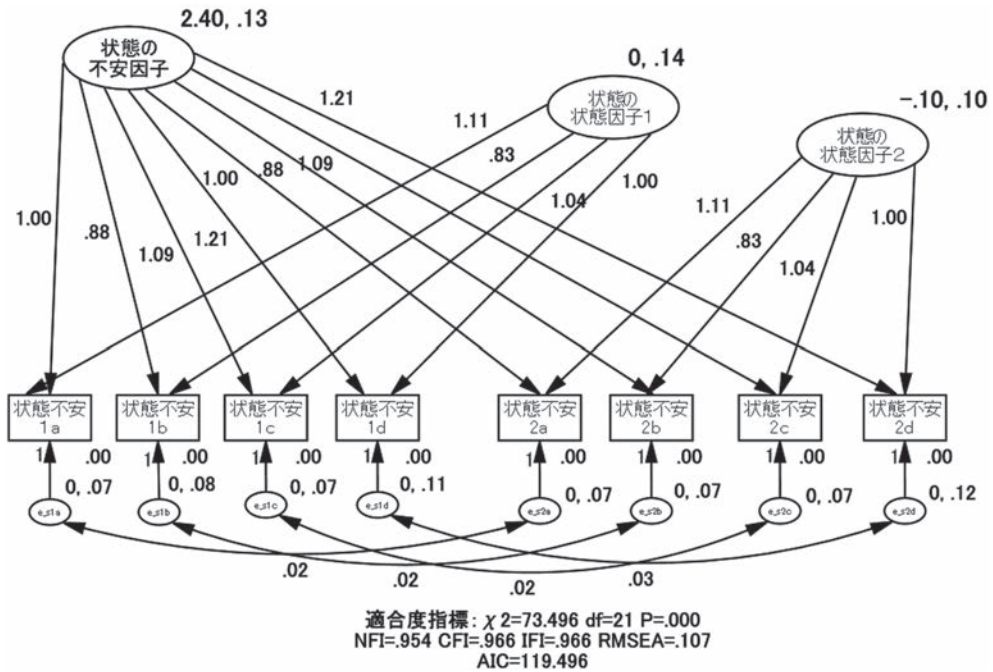 2.40, .13
状態の
不安因子
0, .14
状態の
状態因子1
-.10, .10
状態の
状態因子2
1.21
1.11
.83
1.00
.88
1.09
1.00
1.04
1.11
.83
1.04
1.00
1.00
.88
1.09
1.21
状態不安
1a
状態不安
1b
状態不安
1c
状態不安
1d
状態不安
2a
状態不安
2b
状態不安
2c
状態不安
2d
1 .00
1 .00
1 .00
1 .00
1 .00
1 .00
1 .00
1 .00
0, .07
0, .08
0, .07
0, .11
0, .07
0, .07
0, .07
0, .12
e_s1a
e_s1b
e_s1c
e_s1d
e_s2a
e_s2b
e_s2c
e_s2d
.02
.02
.02
.03
適合度指標: χ2=73.496 df=21 P=.000
NFI=.954 CFI=.966 IFI=.966 RMSEA=.107
AIC=119.496